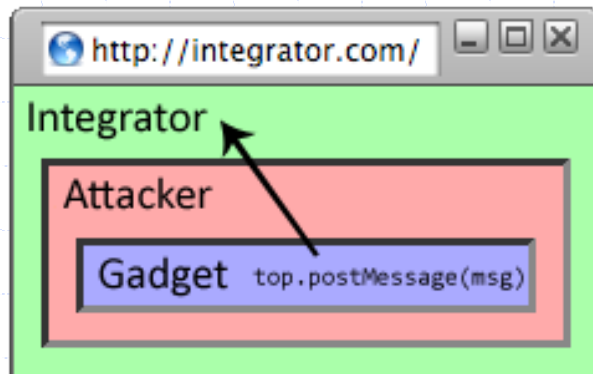 http://integrator.com/
Integrator
Attacker
Gadget top.postMessage(msg)